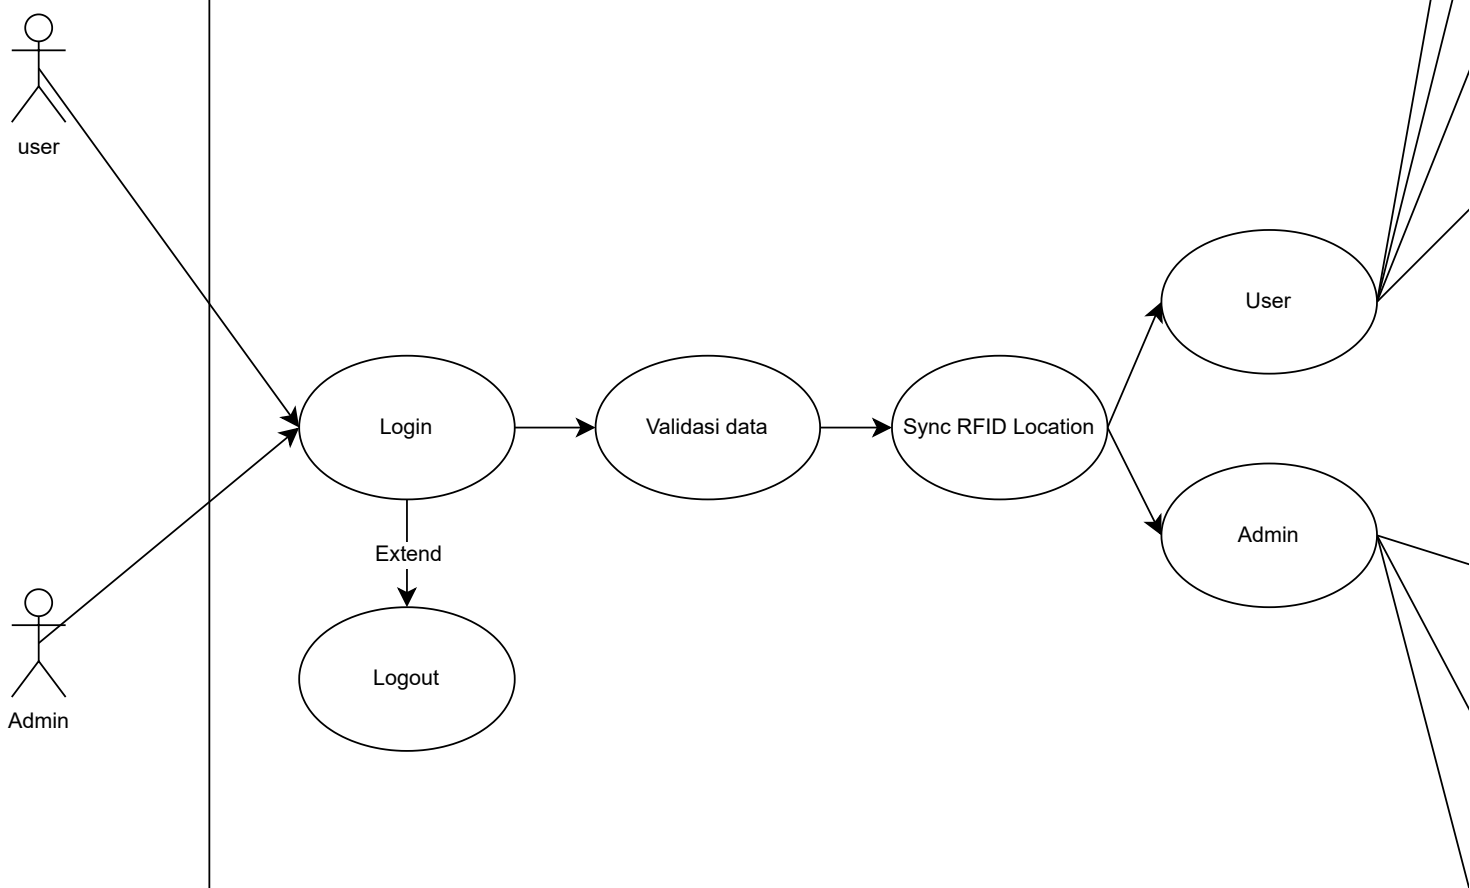 user
User
Login
Validasi data
Sync RFID Location
Admin
Extend
Logout
Admin